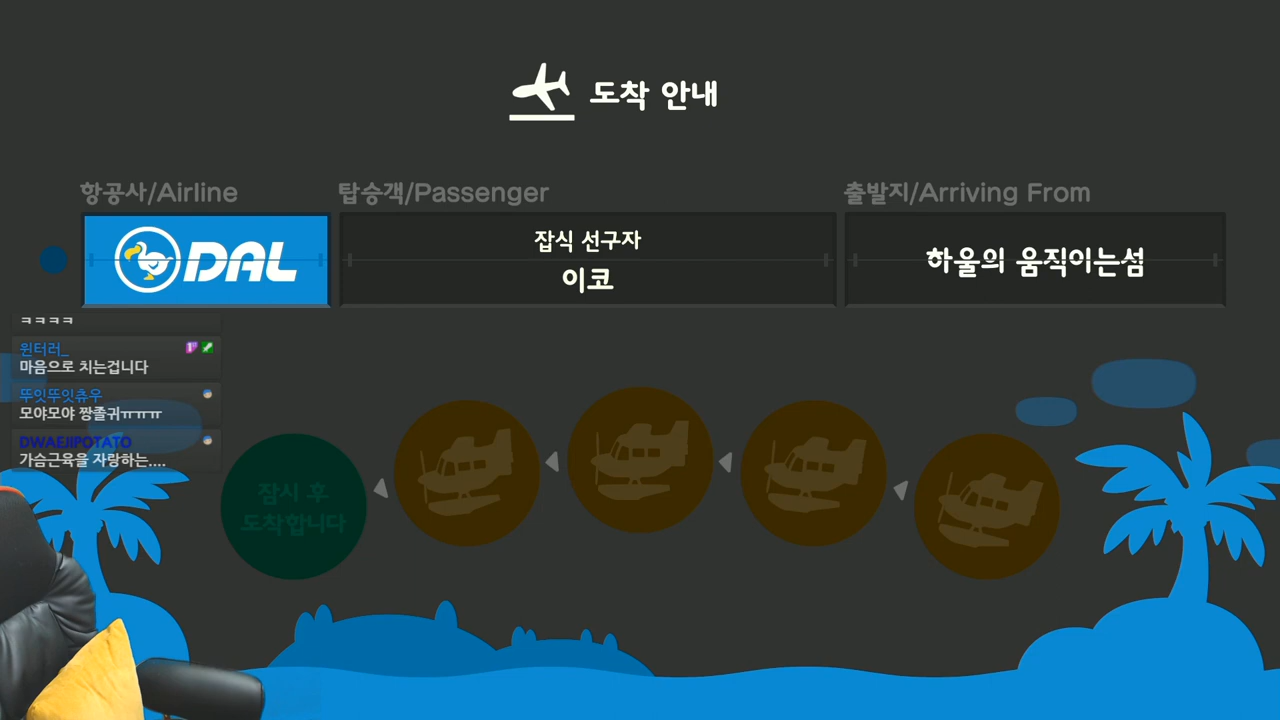 도착 안내
항공사/Airline
탑승객/Passenger
출발지/Arriving From
DAL
잡식 선구자
이코
하울의 움직이는섬
ㅋㅋㅋㅋ
윈터러_
마음으로 치는겁니다
뚜잇뚜잇츄우
모야모야 짱졸귀ㅠㅠㅠ
DWAEJIPOTATO
가슴근육을 자랑하는....
잠시 후
도착합니다